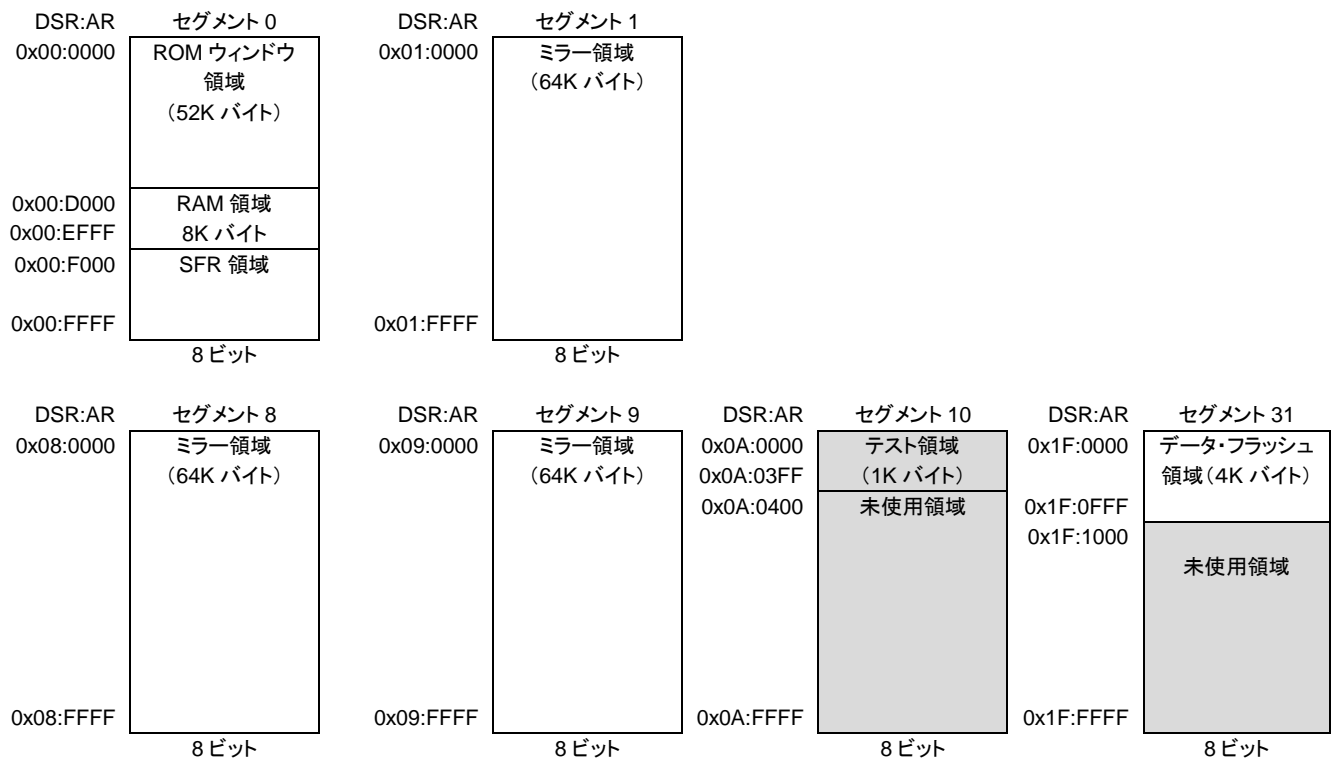 DSR:AR セグメント 0 DSR:AR セグメント 1
0x00:0000 ROM ウィンドウ 0x01:0000 ミラー領域
領域 (64K バイト)
(52K バイト)
0x00:D000 RAM 領域
0x00:EFFF 8K バイト
0x00:F000 SFR 領域
0x00:FFFF 0x01:FFFF
8 ビット 8 ビット
DSR:AR セグメント 8 DSR:AR セグメント 9 DSR:AR セグメント 10 DSR:AR セグメント 31
0x08:0000 ミラー領域 0x09:0000 ミラー領域 0x0A:0000 テスト領域 0x1F:0000 データ・フラッシュ
(64K バイト) (64K バイト) 0x0A:03FF (1K バイト) 領域(4K バイト)
0x0A:0400 未使用領域 0x1F:0FFF
0x1F:1000
未使用領域
0x08:FFFF 0x09:FFFF 0x0A:FFFF 0x1F:FFFF
8 ビット 8 ビット 8 ビット 8 ビット